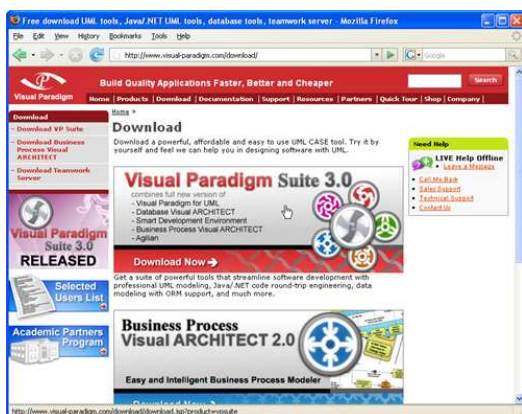 Free download UML tools, Java/.NET UML tools, database tools, teamwork server - Mozilla Firefox
File Edit View History Bookmarks Tools Help
http://www.visual-paradigm.com/download/
Google
Visual Paradigm
Build Quality Applications Faster, Better and Cheaper
Search
Home | Products | Download | Documentation | Support | Resources | Partners | Quick Tour | Shop | Company |
Download
Download VP Suite
Download Business Process Visual ARCHITECT
Download Teamwork Server
Visual Paradigm
Suite 3.0
RELEASED
Selected
Users List
Academic Partners
Program
Home ▸
Download
Download a powerful, affordable and easy to use UML CASE tool. Try it by
yourself and feel we can help you in designing software with UML.
Visual Paradigm Suite 3.0
combines full new version of
- Visual Paradigm for UML
- Database Visual ARCHITECT
- Smart Development Environment
- Business Process Visual ARCHITECT
- Agilian
Download Now
Get a suite of powerful tools that streamline software development with
professional UML modeling, Java/.NET code round-trip engineering, data
modeling with ORM support, and much more.
Business Process
Visual ARCHITECT 2.0
Easy and Intelligent Business Process Modeler
Download Now
Need Help
LIVE Help Offline
Leave a Message
Call Me Back
Sales Support
Technical Support
Contact Us
http://www.visual-paradigm.com/download/download.jsp?product=vpsuite